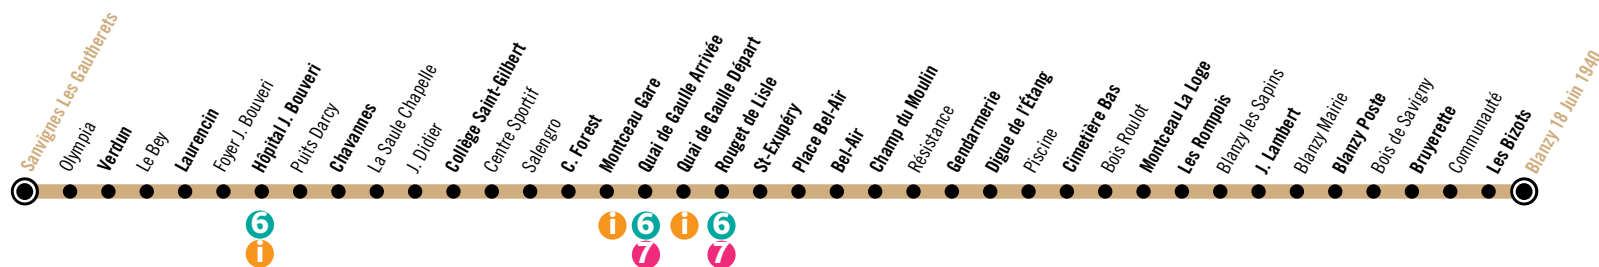 Sanvignes Les Gautherets
Olympia
Verdun
Le Bey
Laurencin
Foyer J. Bouveri
Hôpital J. Bouveri
Puits Darcy
Chavannes
La Saule Chapelle
J. Didier
Collège Saint-Gilbert
Centre Sportif
Salengro
C. Forest
Montceau Gare
Quai de Gaulle Arrivée
Quai de Gaulle Départ
Rouget de Lisle
St-Exupéry
Place Bel-Air
Bel-Air
Champ du Moulin
Résistance
Gendarmerie
Digue de l'Étang
Piscine
Cimetière Bas
Bois Roulot
Montceau La Loge
Les Rompois
Blanzy les Sapins
J. Lambert
Blanzy Mairie
Blanzy Poste
Bois de Savigny
Bruyerette
Communauté
Les Bizots
Blanzy 18 Juin 1940
6
i
i
6
7
i
6
7